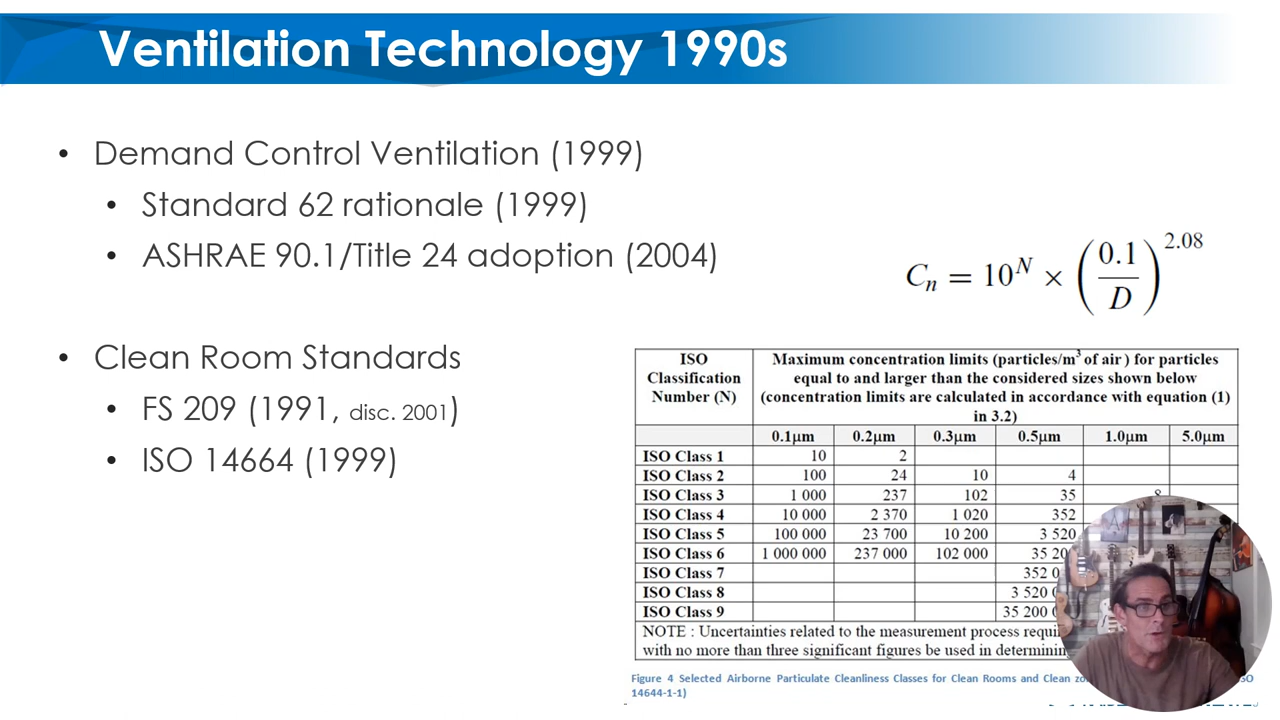 Ventilation Technology 1990s
• Demand Control Ventilation (1999)
• Standard 62 rationale (1999)
• ASHRAE 90.1/Title 24 adoption (2004)
• Clean Room Standards
• FS 209 (1991, disc. 2001)
• ISO 14664 (1999)
Cₙ = 10ᴺ × (0.1/D)^2.08
ISO Classification Number (N) Maximum concentration limits (particles/m³ of air) for particles equal to and larger than the considered sizes shown below (concentration limits are calculated in accordance with equation (1) in 3.2)
0.1µm 0.2µm 0.3µm 0.5µm 1.0µm 5.0µm
ISO Class 1 10 2
ISO Class 2 100 24 10 4
ISO Class 3 1 000 237 102 35 8
ISO Class 4 10 000 2 370 1 020 352
ISO Class 5 100 000 23 700 10 200 3 520
ISO Class 6 1 000 000 237 000 102 000 35 20
ISO Class 7 352 0
ISO Class 8 3 520
ISO Class 9 35 200
NOTE : Uncertainties related to the measurement process
with no more than three significant figures be used in
Figure 4 Selected Airborne Particulate Cleanliness Classes for Clean Rooms and Clean
14644-1-1)